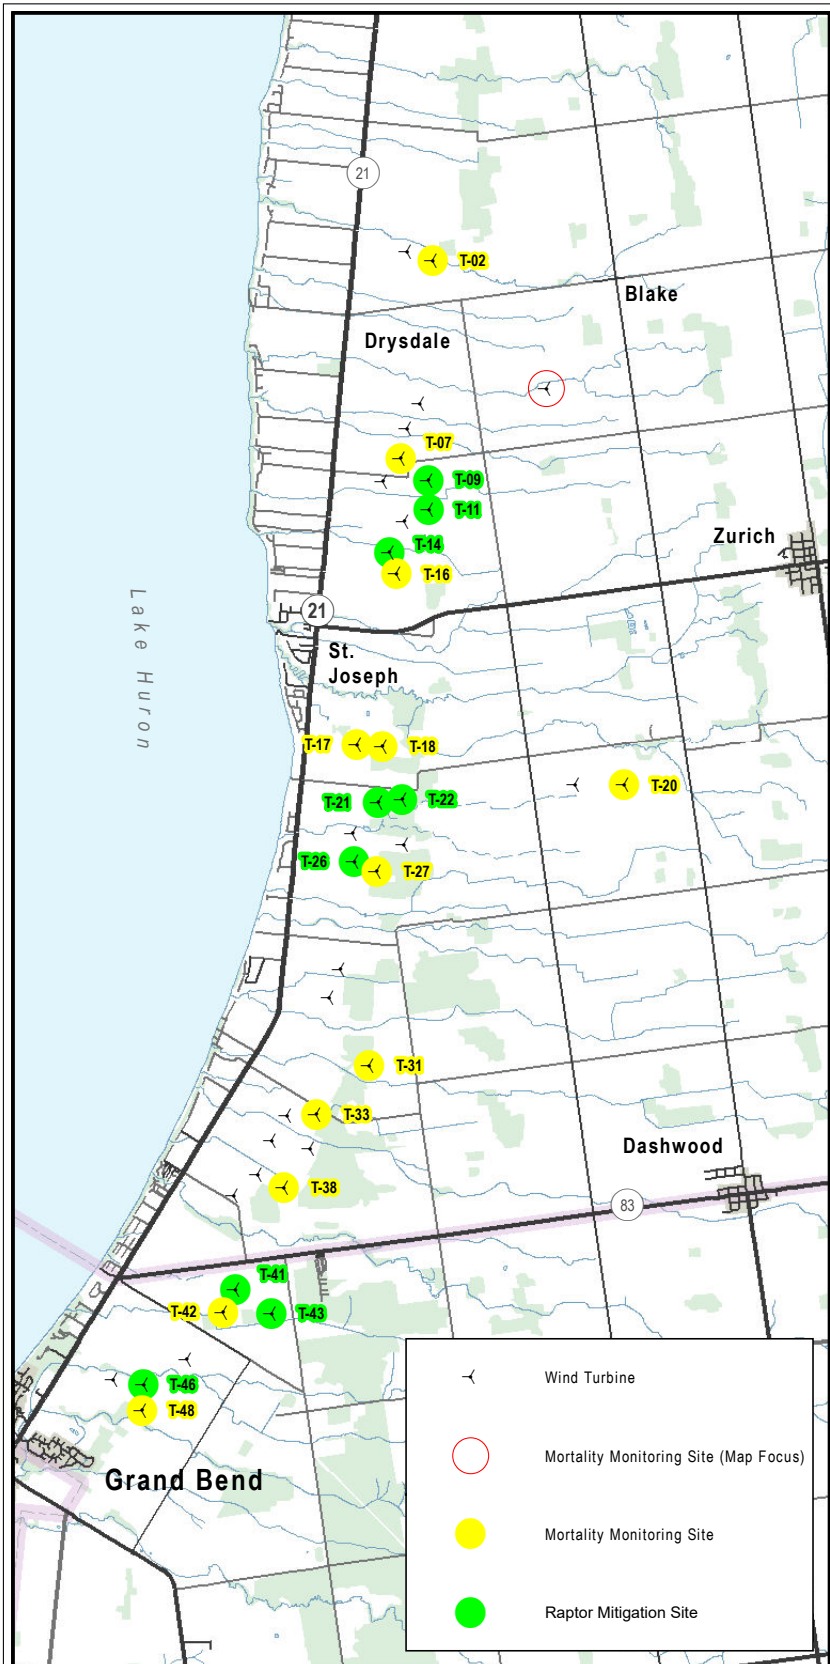 21
T-02
Blake
Drysdale
T-07
T-09
T-11
Zurich
T-14
T-16
Lake Huron
21
St.
Joseph
T-17
T-18
T-20
T-21
T-22
T-26
T-27
T-31
T-33
Dashwood
T-38
83
T-41
T-42
T-43
T-46
T-48
Grand Bend
Wind Turbine
Mortality Monitoring Site (Map Focus)
Mortality Monitoring Site
Raptor Mitigation Site